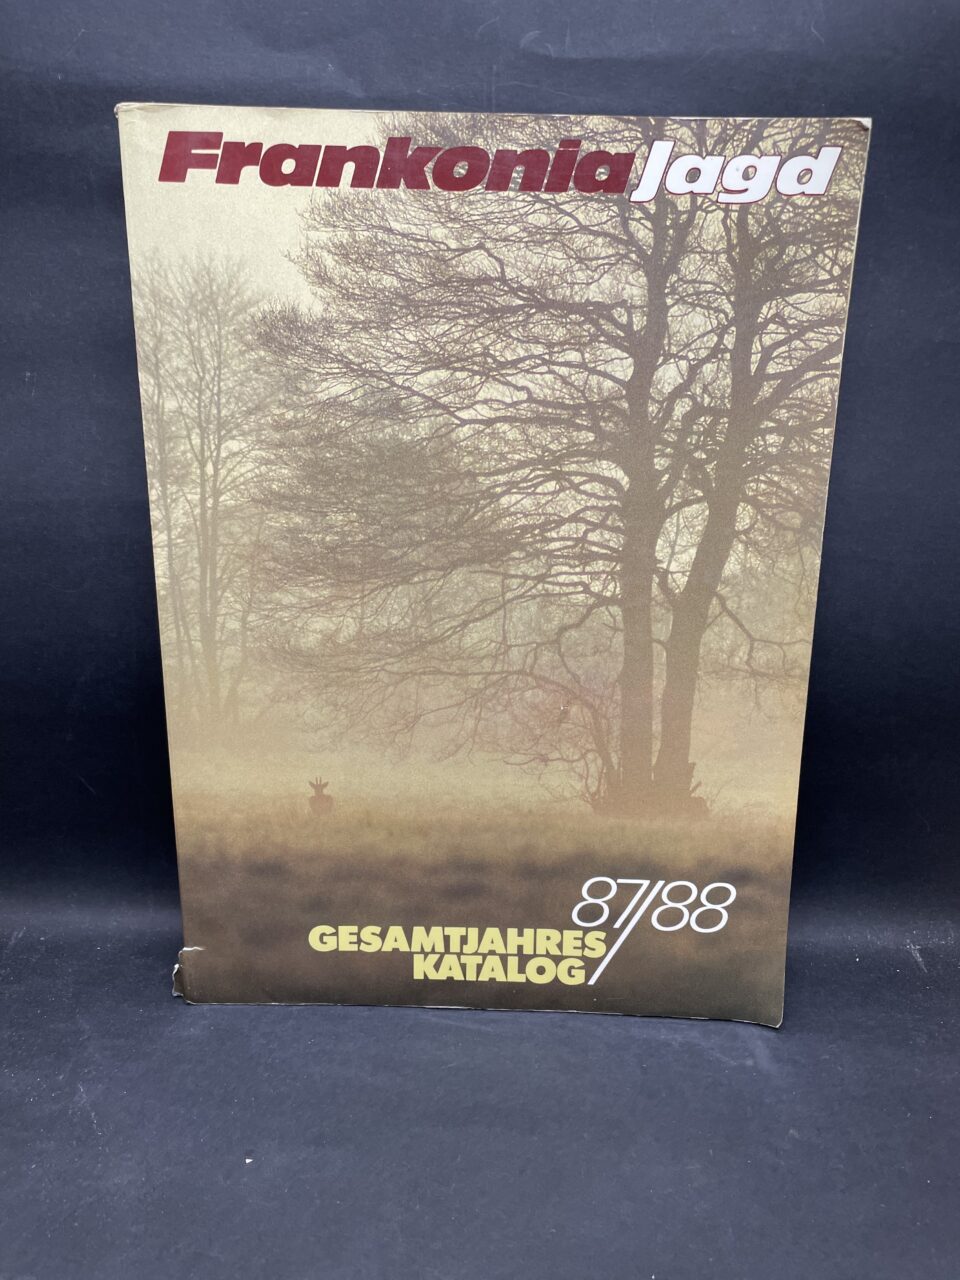 Frankonia Jagd
87/88
GESAMTJAHRES
KATALOG